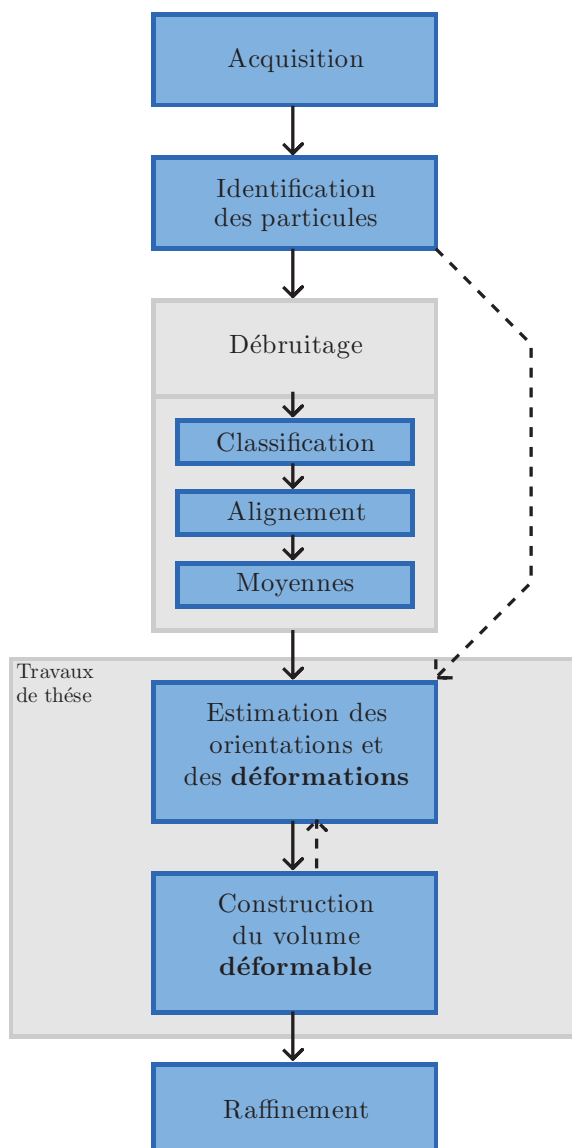 Acquisition
Identification
des particules
Débruitage
Classification
Alignement
Moyennes
Travaux
de thése
Estimation des
orientations et
des déformations
Construction
du volume
déformable
Raffinement